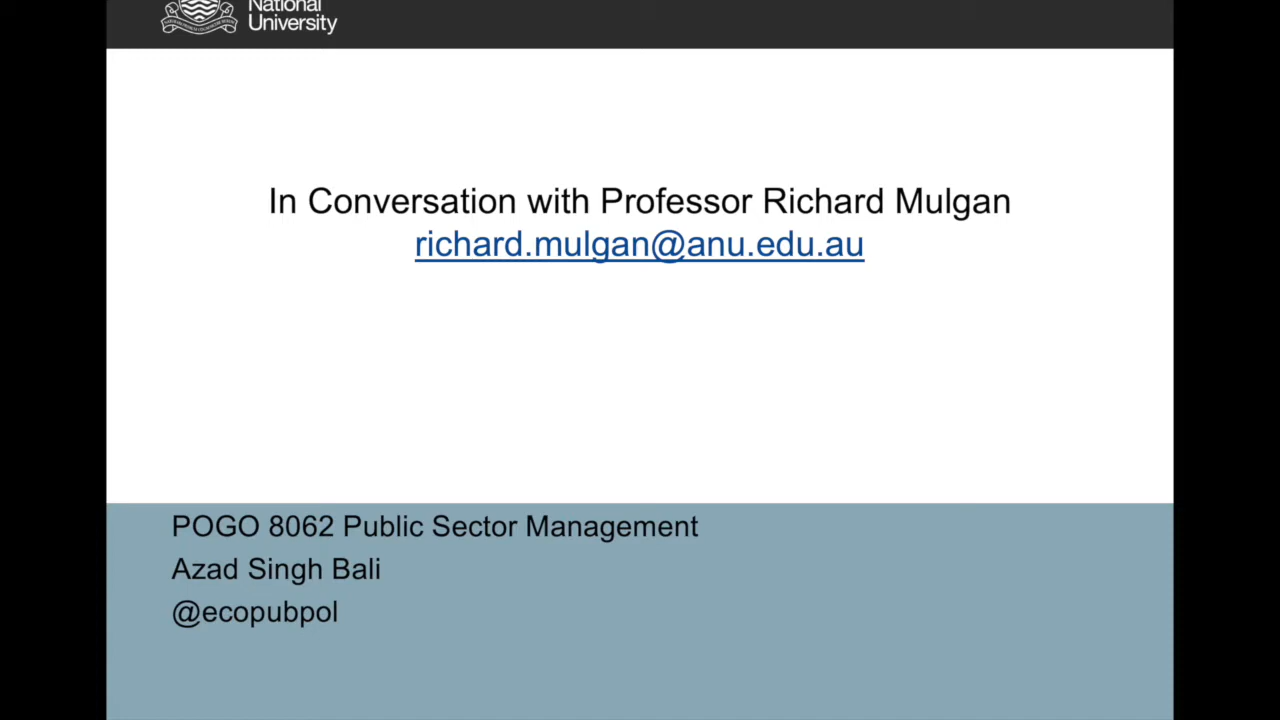 National
University
In Conversation with Professor Richard Mulgan
richard.mulgan@anu.edu.au
POGO 8062 Public Sector Management
Azad Singh Bali
@ecopubpol